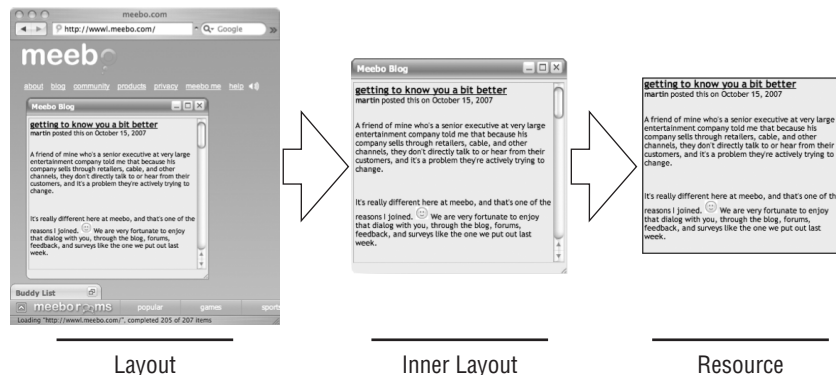 meebo.com
http://www1.meebo.com/
Google
meebo
about blog community products privacy meebo me help
Meebo Blog
getting to know you a bit better
martin posted this on October 15, 2007
A friend of mine who's a senior executive at very large
entertainment company told me that because his
company sells through retailers, cable, and other
channels, they don't directly talk to or hear from their
customers, and it's a problem they're actively trying to
change.
It's really different here at meebo, and that's one of the
reasons I joined. We are very fortunate to enjoy
that dialog with you, through the blog, forums,
feedback, and surveys like the one we put out last
week.
Buddy List
meebo rooms popular games sports
Loading "http://www1.meebo.com/", completed 205 of 207 items
Layout
Meebo Blog
getting to know you a bit better
martin posted this on October 15, 2007
A friend of mine who's a senior executive at very large
entertainment company told me that because his
company sells through retailers, cable, and other
channels, they don't directly talk to or hear from their
customers, and it's a problem they're actively trying to
change.
It's really different here at meebo, and that's one of the
reasons I joined. We are very fortunate to enjoy
that dialog with you, through the blog, forums,
feedback, and surveys like the one we put out last
week.
Inner Layout
getting to know you a bit better
martin posted this on October 15, 2007
A friend of mine who's a senior executive at very large
entertainment company told me that because his
company sells through retailers, cable, and other
channels, they don't directly talk to or hear from their
customers, and it's a problem they're actively trying to
change.
It's really different here at meebo, and that's one of the
reasons I joined. We are very fortunate to enjoy
that dialog with you, through the blog, forums,
feedback, and surveys like the one we put out last
week.
Resource